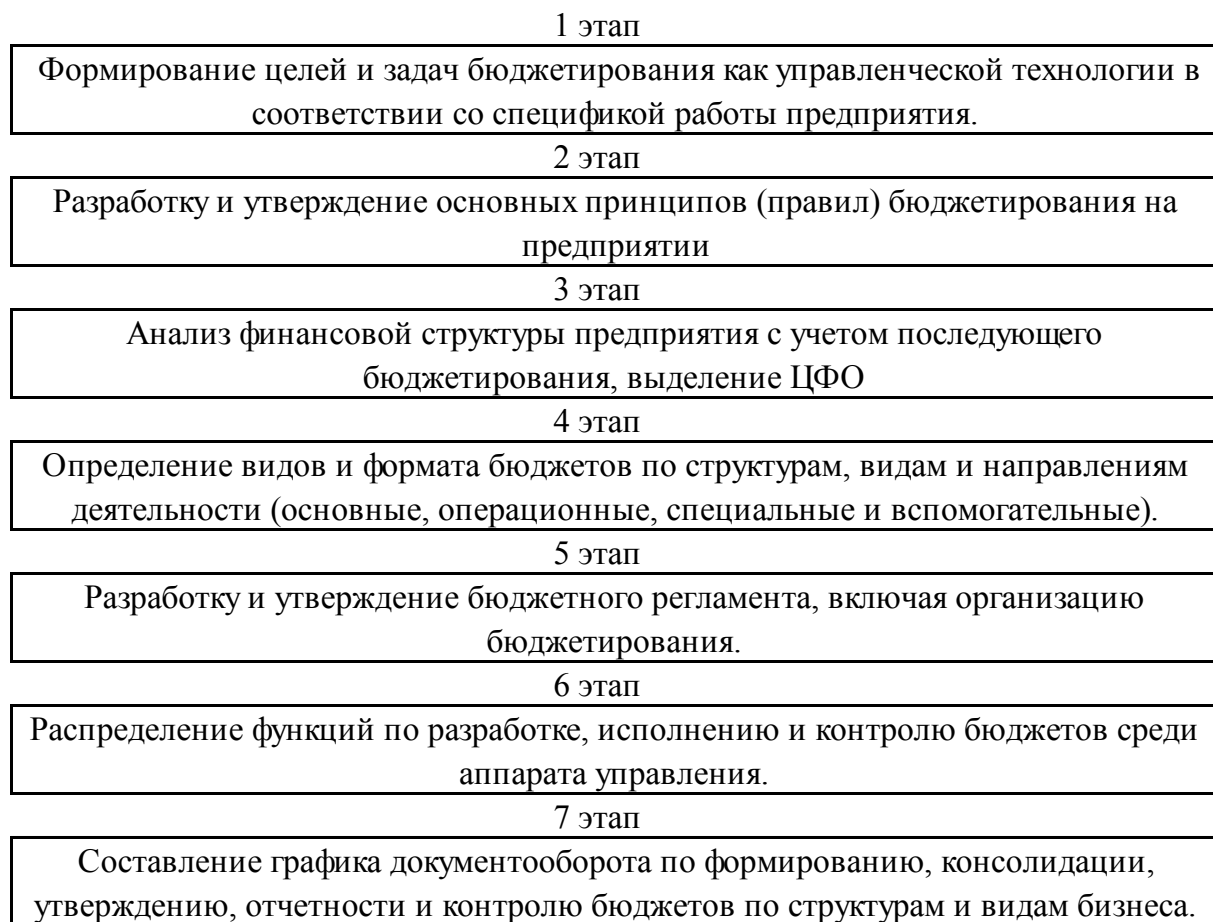 1 этап
Формирование целей и задач бюджетирования как управленческой технологии в
соответствии со спецификой работы предприятия.
2 этап
Разработку и утверждение основных принципов (правил) бюджетирования на
предприятии
3 этап
Анализ финансовой структуры предприятия с учетом последующего
бюджетирования, выделение ЦФО
4 этап
Определение видов и формата бюджетов по структурам, видам и направлениям
деятельности (основные, операционные, специальные и вспомогательные).
5 этап
Разработку и утверждение бюджетного регламента, включая организацию
бюджетирования.
6 этап
Распределение функций по разработке, исполнению и контролю бюджетов среди
аппарата управления.
7 этап
Составление графика документооборота по формированию, консолидации,
утверждению, отчетности и контролю бюджетов по структурам и видам бизнеса.